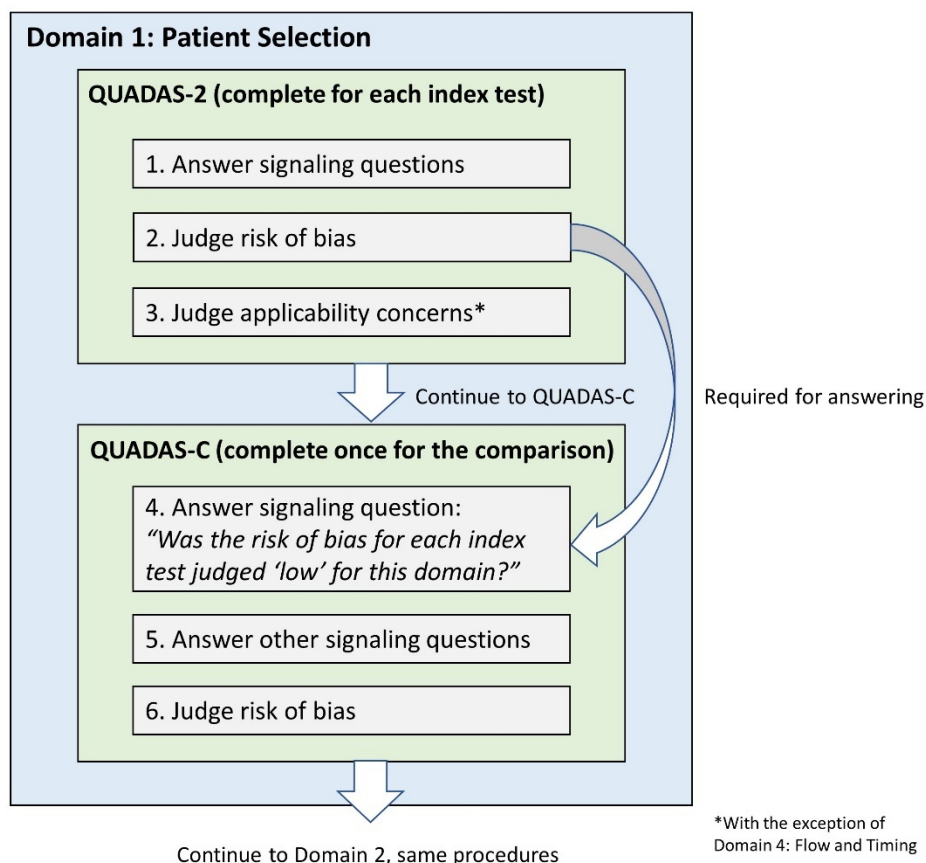 Domain 1: Patient Selection
QUADAS-2 (complete for each index test)
1. Answer signaling questions
2. Judge risk of bias
3. Judge applicability concerns*
Continue to QUADAS-C
Required for answering
QUADAS-C (complete once for the comparison)
4. Answer signaling question:
“Was the risk of bias for each index
test judged ‘low’ for this domain?”
5. Answer other signaling questions
6. Judge risk of bias
*With the exception of
Domain 4: Flow and Timing
Continue to Domain 2, same procedures